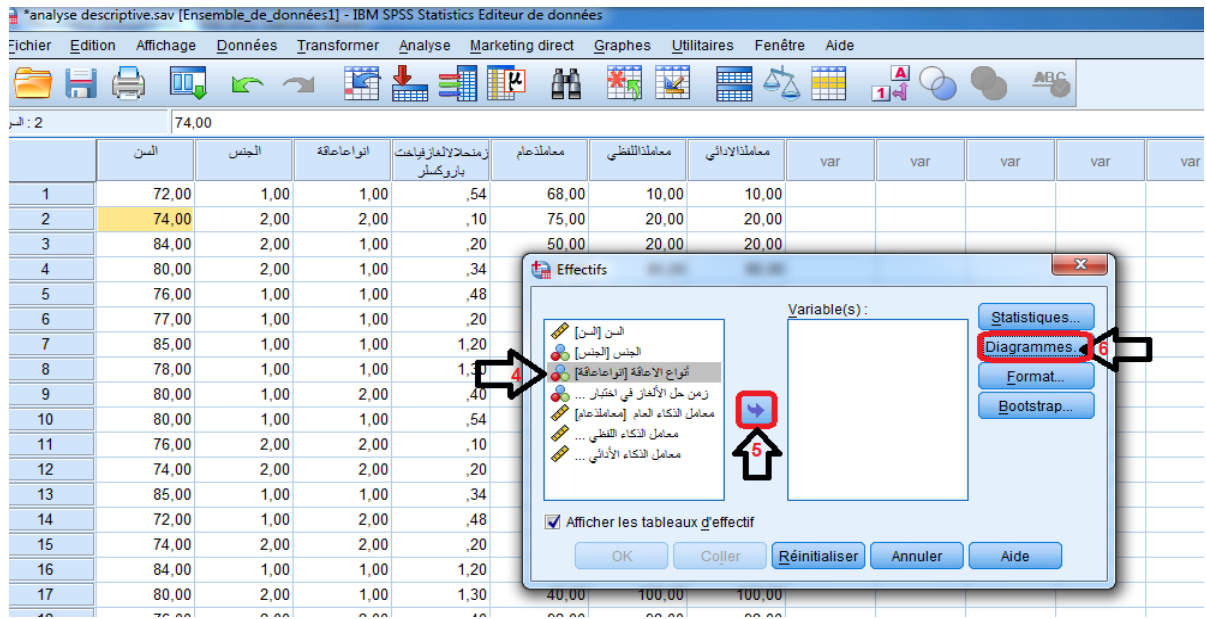 *analyse descriptive.sav [Ensemble_de_données1] - IBM SPSS Statistics Editeur de données
Fichier Edition Affichage Données Transformer Analyse Marketing direct Graphes Utilitaires Fenêtre Aide
2 : 74,00
السن الجنس انواعاعاقة زمنحلالالغازفياخت باروكسلر معاملذعام معاملذاللفظي معاملذالادائي var var var var var
1 72,00 1,00 1,00 ,54 68,00 10,00 10,00
2 74,00 2,00 2,00 ,10 75,00 20,00 20,00
3 84,00 2,00 1,00 ,20 50,00 20,00 20,00
4 80,00 2,00 1,00 ,34
5 76,00 1,00 1,00 ,48
6 77,00 1,00 1,00 ,20
7 85,00 1,00 1,00 1,20
8 78,00 1,00 1,00 1,30
9 80,00 1,00 2,00 ,40
10 80,00 1,00 1,00 ,54
11 76,00 2,00 2,00 ,10
12 74,00 2,00 2,00 ,20
13 85,00 1,00 1,00 ,34
14 72,00 1,00 2,00 ,48
15 74,00 2,00 2,00 ,20
16 84,00 1,00 1,00 1,20
17 80,00 2,00 1,00 1,30 40,00 100,00 100,00
Effectifs
Variable(s) :
السن [السن]
الجنس [الجنس]
أنواع الاعاقة [انواعاعاقة]
زمن حل الألغاز في اختبار ...
معامل الذكاء العام [معاملذعام]
معامل الذكاء اللفظي ...
معامل الذكاء الأدائي ...
4
5
6
Statistiques...
Diagrammes...
Format...
Bootstrap...
Afficher les tableaux d'effectif
OK Coller Réinitialiser Annuler Aide